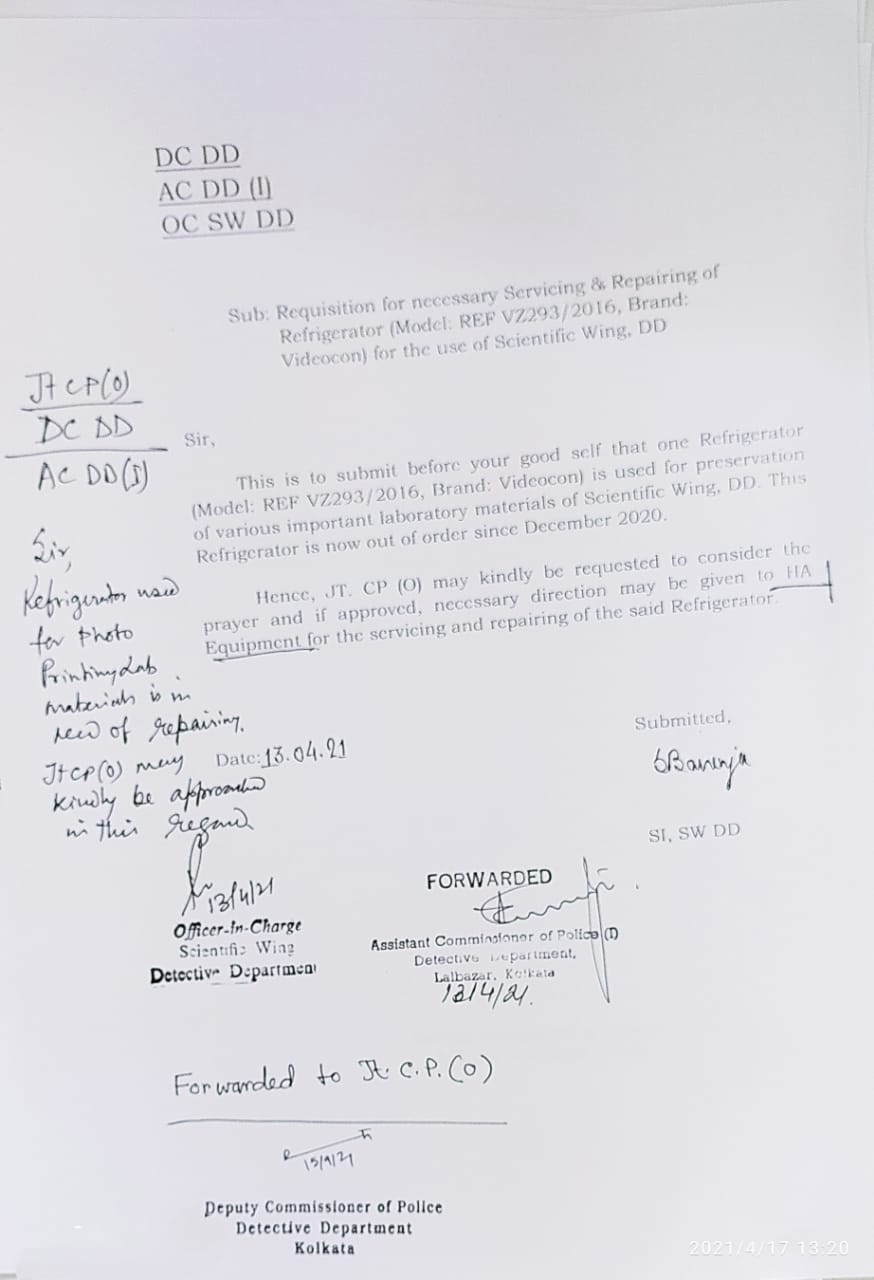 DC DD
AC DD (I)
OC SW DD
Sub: Requisition for necessary Servicing & Repairing of
Refrigerator (Model: REF VZ293/2016, Brand:
Videocon) for the use of Scientific Wing, DD
Jt CP(O)
DC DD
AC DD(I)
Sir,
This is to submit before your good self that one Refrigerator
(Model: REF VZ293/2016, Brand: Videocon) is used for preservation
of various important laboratory materials of Scientific Wing, DD. This
Refrigerator is now out of order since December 2020.
Hence, JT. CP (O) may kindly be requested to consider the
prayer and if approved, necessary direction may be given to HA
Equipment for the servicing and repairing of the said Refrigerator.
Sir,
Refrigerator used
for Photo
Printing Lab
materials is in
need of repairing.
Jt CP(O) may
kindly be approached
in this regard
Date: 13.04.21
Submitted,
SBanerjee
SI, SW DD
13/4/21
Officer-in-Charge
Scientific Wing
Detective Department
FORWARDED
Assistant Commissioner of Police (I)
Detective Department,
Lalbazar, Kolkata
13/4/21.
Forwarded to Jt. C.P. (O)
Deputy Commissioner of Police
Detective Department
Kolkata
2021/4/17 13:20